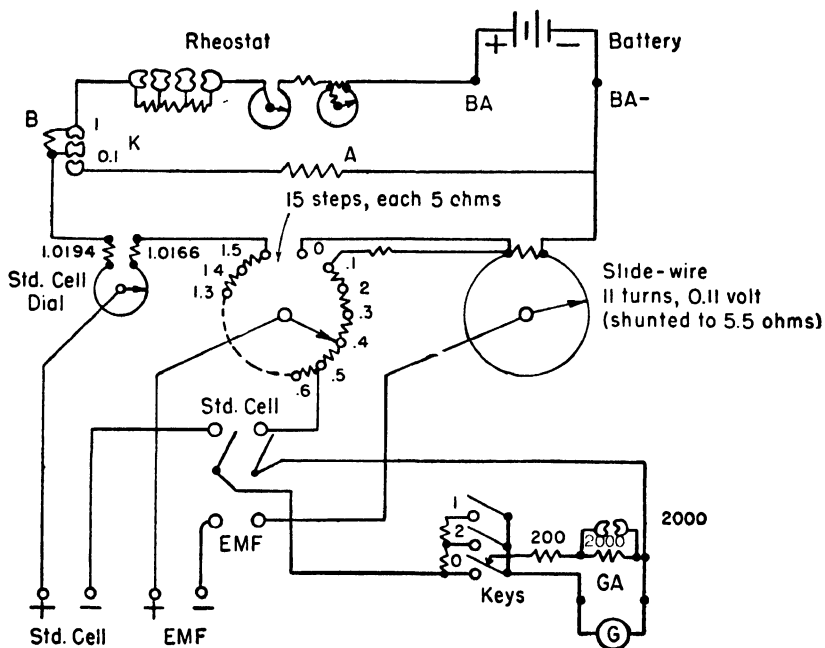 Rheostat
+ − Battery
BA
BA-
B
1
K
0.1
A
15 steps, each 5 ohms
1.0194
1.0166
1.5
0
14
.1
1.3
2
.3
.4
.5
.6
Std. Cell
Dial
Slide-wire
11 turns, 0.11 volt
(shunted to 5.5 ohms)
Std. Cell
EMF
1
2
0
Keys
200
2000
2000
GA
G
+ − + −
Std. Cell EMF